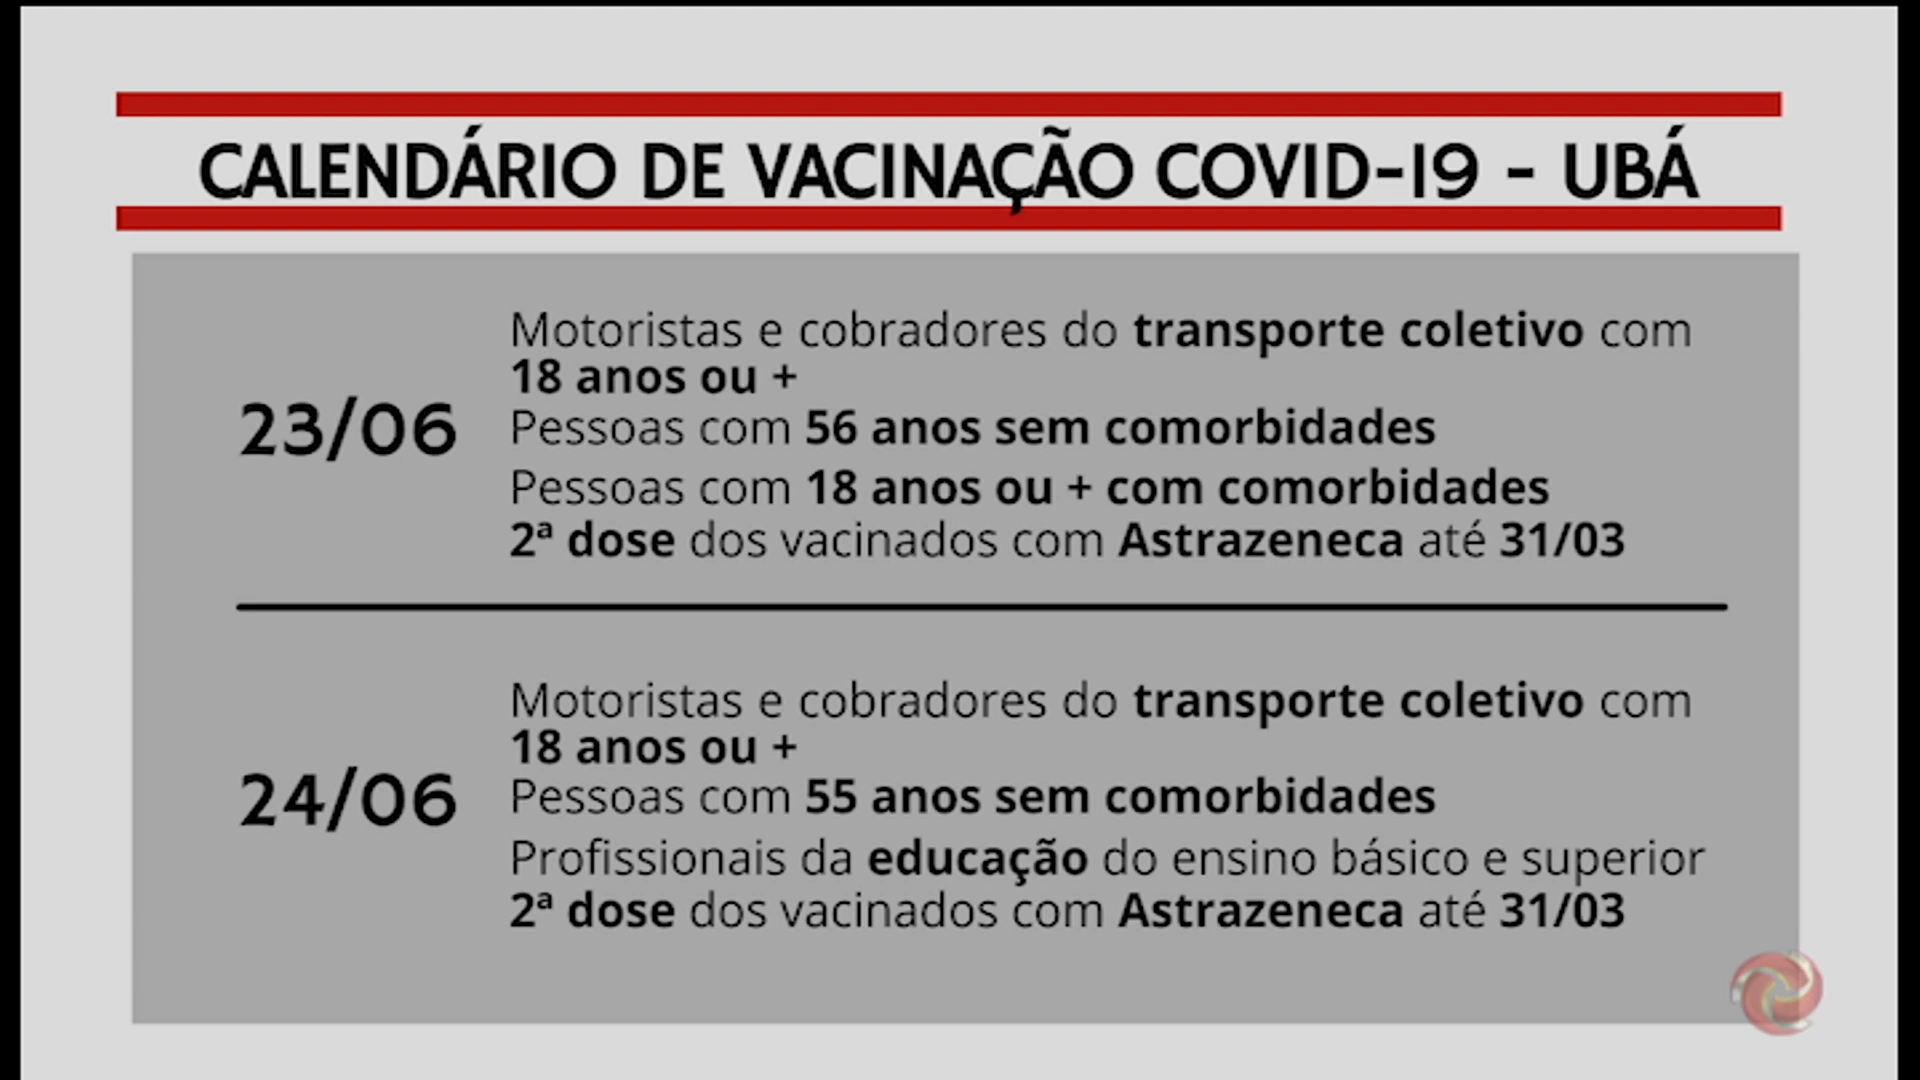 CALENDÁRIO DE VACINAÇÃO COVID-19 - UBÁ
23/06
Motoristas e cobradores do transporte coletivo com
18 anos ou +
Pessoas com 56 anos sem comorbidades
Pessoas com 18 anos ou + com comorbidades
2ª dose dos vacinados com Astrazeneca até 31/03
24/06
Motoristas e cobradores do transporte coletivo com
18 anos ou +
Pessoas com 55 anos sem comorbidades
Profissionais da educação do ensino básico e superior
2ª dose dos vacinados com Astrazeneca até 31/03